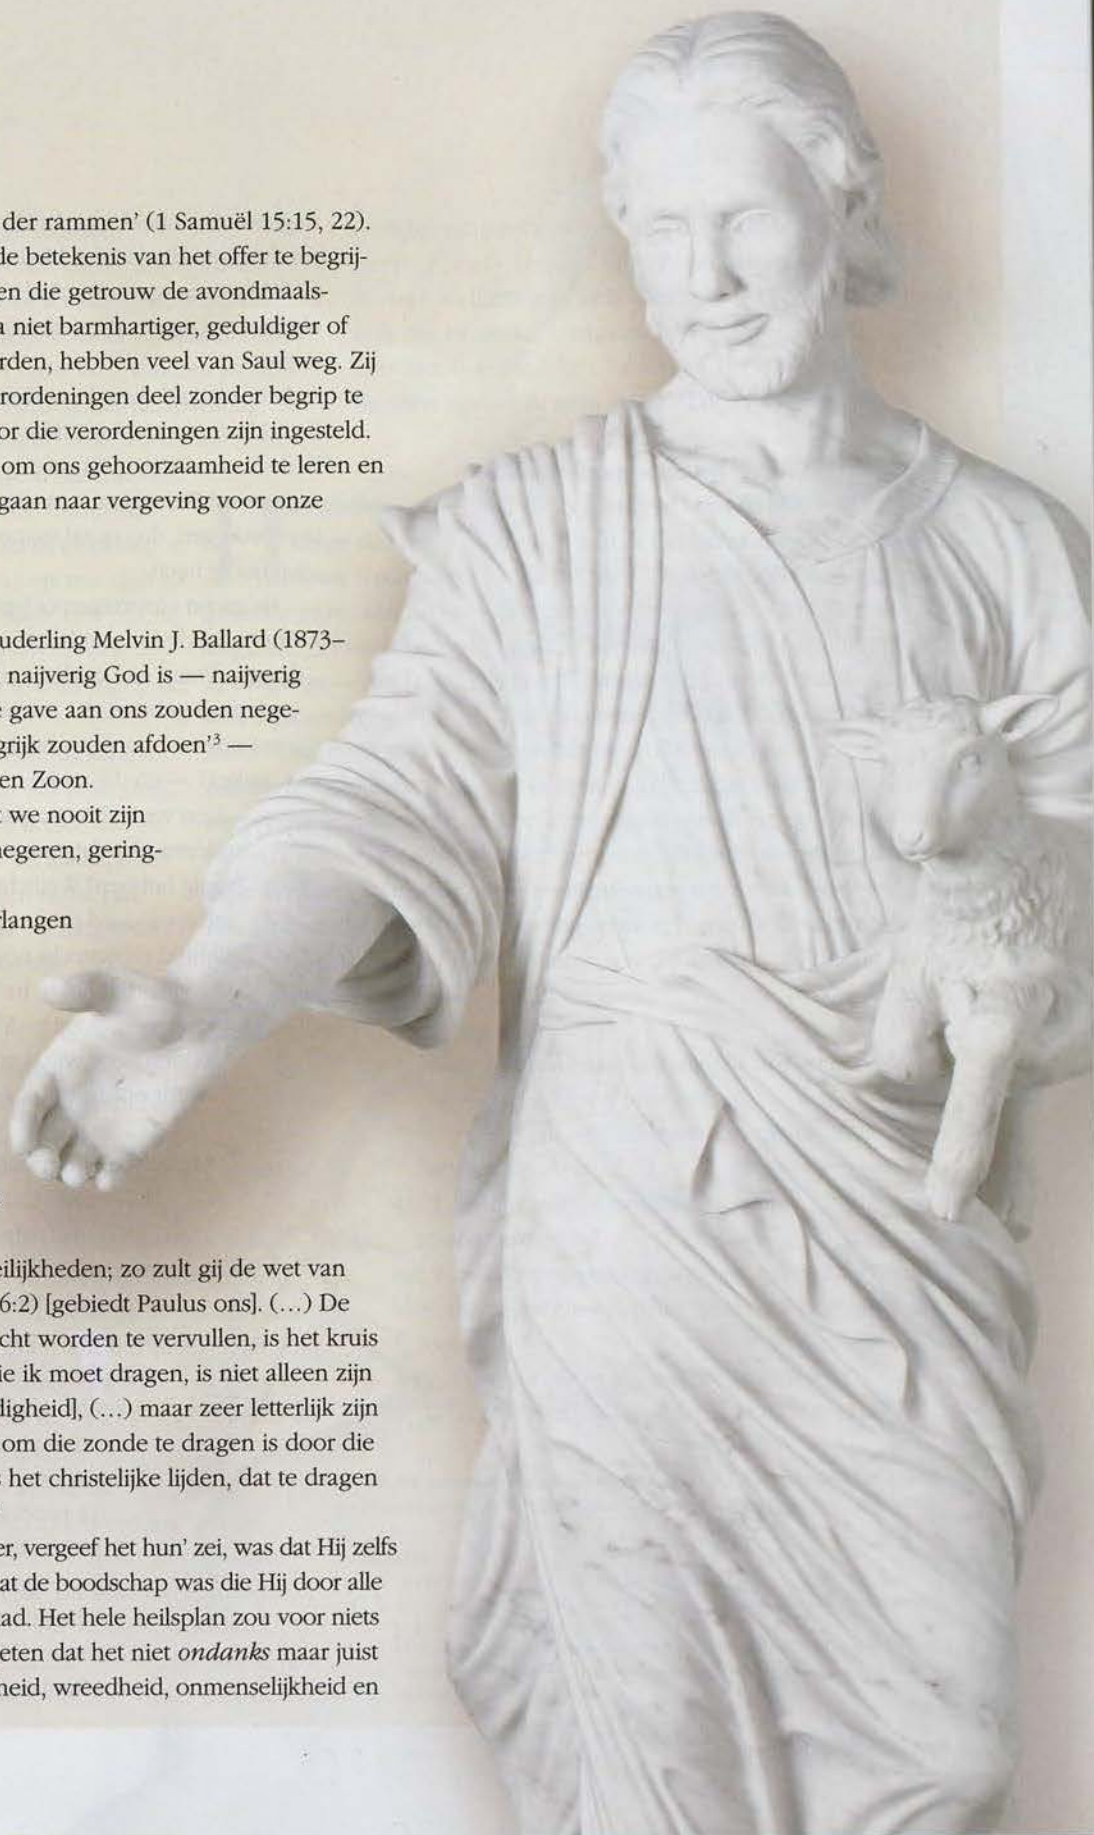 der rammen’ (1 Samuël 15:15, 22).
de betekenis van het offer te begrij-
en die getrouw de avondmaals-
niet barmhartiger, geduldiger of
rden, hebben veel van Saul weg. Zij
rordeningen deel zonder begrip te
or die verordeningen zijn ingesteld.
om ons gehoorzaamheid te leren en
gaan naar vergeving voor onze
uderling Melvin J. Ballard (1873–
naijverig God is — naijverig
gave aan ons zouden nege-
grijk zouden afdoen’³ —
en Zoon.
we nooit zijn
negeren, gering-
rlangen
eilijkheden; zo zult gij de wet van
6:2) [gebiedt Paulus ons]. (…) De
cht worden te vervullen, is het kruis
ie ik moet dragen, is niet alleen zijn
digheid], (…) maar zeer letterlijk zijn
om die zonde te dragen is door die
het christelijke lijden, dat te dragen
er, vergeef het hun’ zei, was dat Hij zelfs
at de boodschap was die Hij door alle
ad. Het hele heilsplan zou voor niets
eten dat het niet ondanks maar juist
heid, wreedheid, onmenselijkheid en